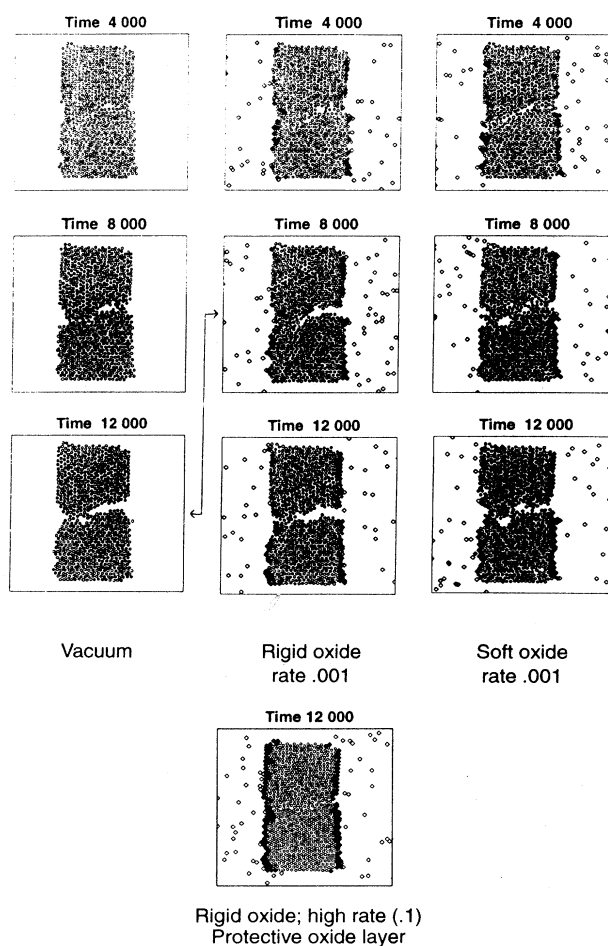 Time 4 000
Time 4 000
Time 4 000
Time 8 000
Time 8 000
Time 8 000
Time 12 000
Time 12 000
Time 12 000
Vacuum
Rigid oxide
rate .001
Soft oxide
rate .001
Time 12 000
Rigid oxide; high rate (.1)
Protective oxide layer